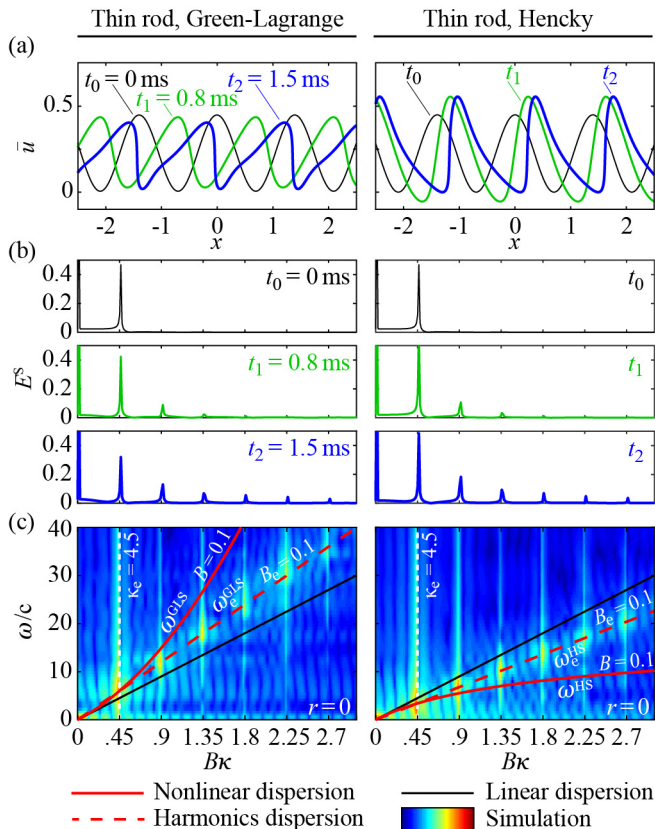 Thin rod, Green-Lagrange Thin rod, Hencky
(a)
t₀ = 0 ms
t₁ = 0.8 ms
t₂ = 1.5 ms
t₀ t₁ t₂
0.5
ū
0
-2 -1 0 1 2 -2 -1 0 1 2
x x
(b)
0.4 t₀ = 0 ms t₀
0.2
0
0.4 t₁ = 0.8 ms t₁
0.2
0
Eˢ
0.4 t₂ = 1.5 ms t₂
0.2
0
(c)
40
30
20
10
0
ω/c
κₑ = 4.5
ω^GLS B = 0.1
ωₑ^GLS Bₑ = 0.1
r = 0
κₑ = 4.5
Bₑ = 0.1
ωₑ^HS B = 0.1
ω^HS
r = 0
0 .45 .9 1.35 1.8 2.25 2.7 0 .45 .9 1.35 1.8 2.25 2.7
Bκ Bκ
Nonlinear dispersion Linear dispersion
Harmonics dispersion Simulation